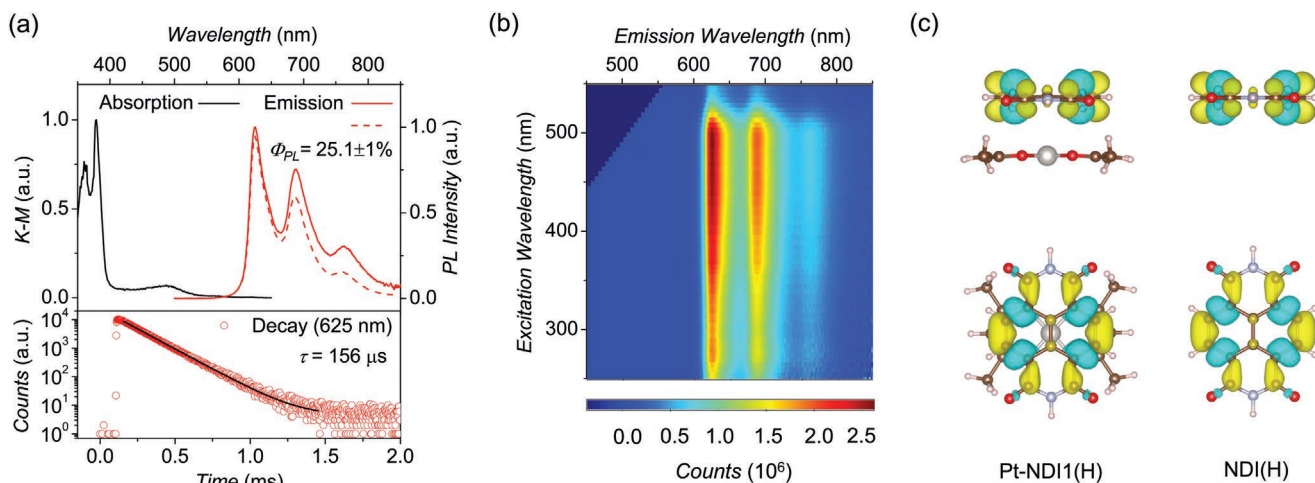 (a)
Wavelength (nm)
400 500 600 700 800
Absorption
Emission
Φ_PL = 25.1±1%
1.0
0.5
0.0
K-M (a.u.)
1.0
0.5
0.0
PL Intensity (a.u.)
10^4
10^3
10^2
10^1
10^0
Counts (a.u.)
Decay (625 nm)
τ = 156 μs
0.0 0.5 1.0 1.5 2.0
Time (ms)
(b)
Emission Wavelength (nm)
500 600 700 800
Excitation Wavelength (nm)
500
400
300
0.0 0.5 1.0 1.5 2.0 2.5
Counts (10^6)
(c)
Pt-NDI1(H)
NDI(H)